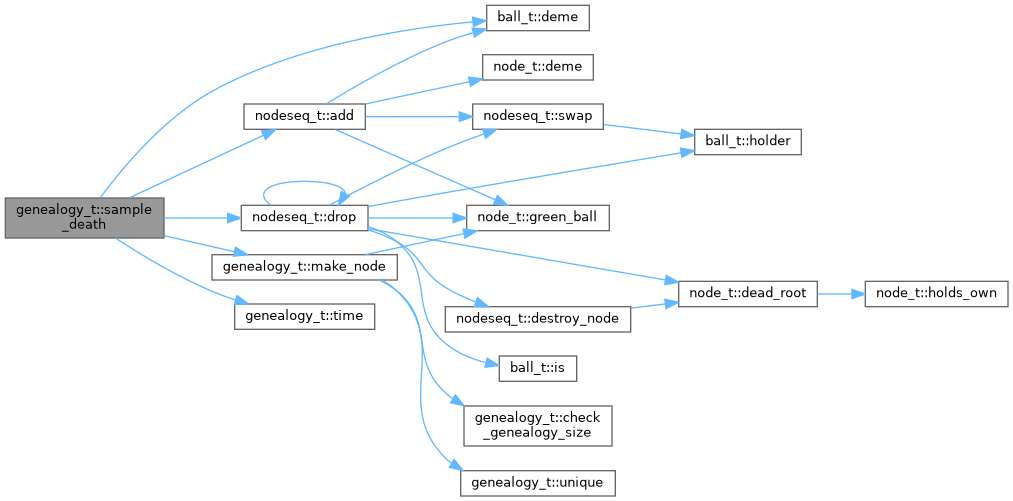 ball_t::deme
node_t::deme
nodeseq_t::add
nodeseq_t::swap
ball_t::holder
genealogy_t::sample
_death
nodeseq_t::drop
node_t::green_ball
genealogy_t::make_node
node_t::dead_root
node_t::holds_own
genealogy_t::time
nodeseq_t::destroy_node
ball_t::is
genealogy_t::check
_genealogy_size
genealogy_t::unique